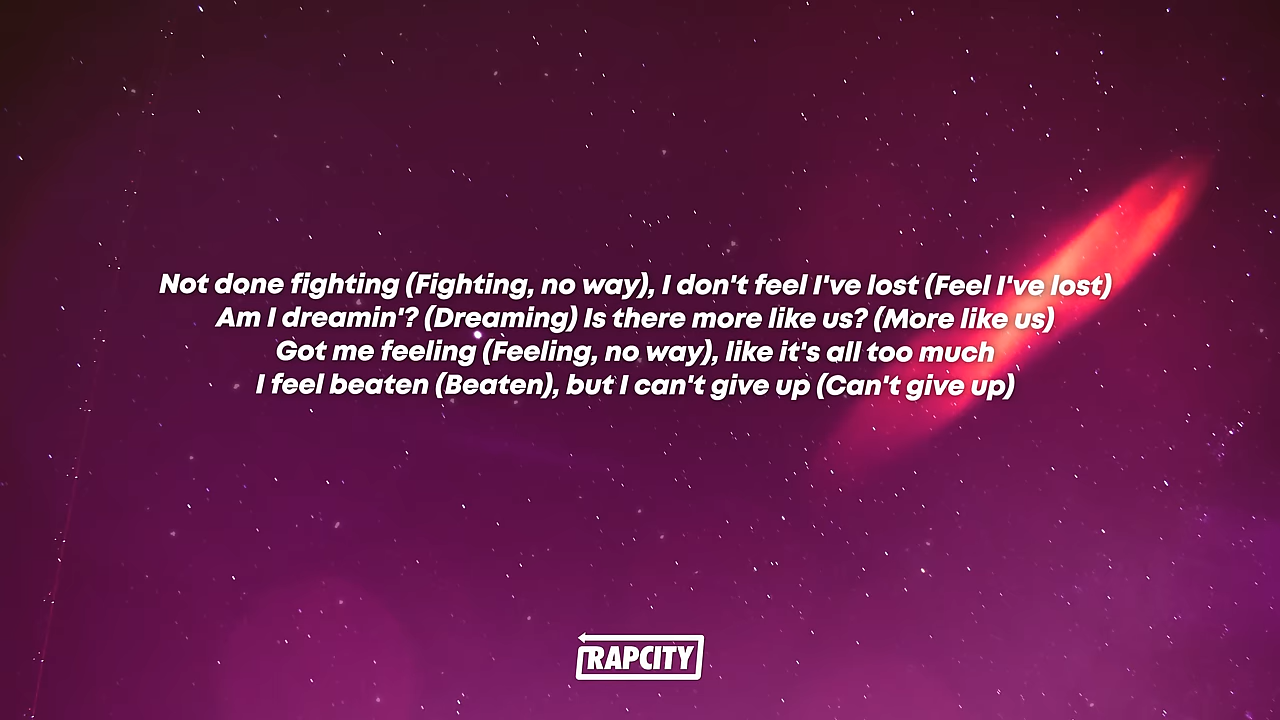 Not done fighting (Fighting, no way), I don't feel I've lost (Feel I've lost)
Am I dreamin'? (Dreaming) Is there more like us? (More like us)
Got me feeling (Feeling, no way), like it's all too much
I feel beaten (Beaten), but I can't give up (Can't give up)
RAPCITY